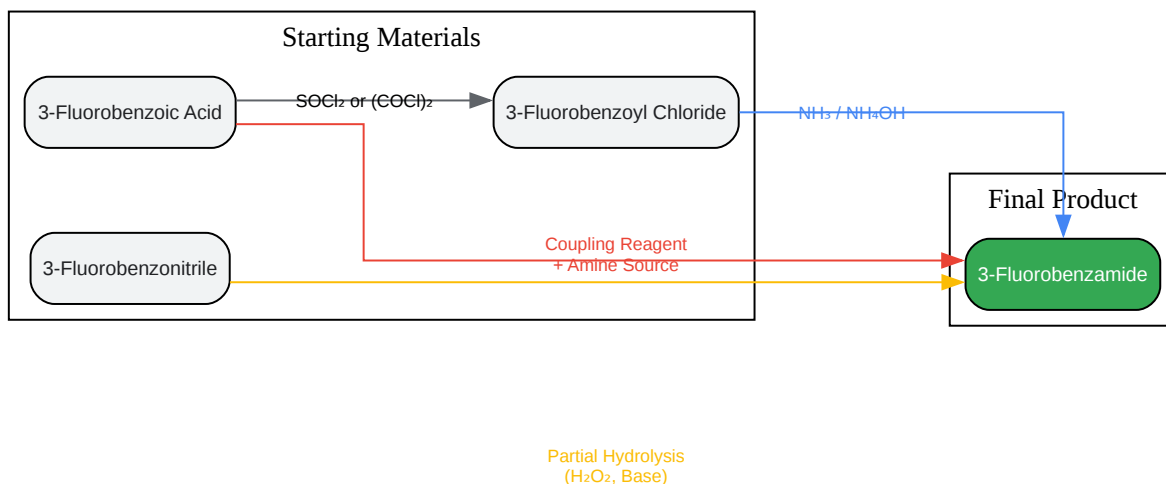 Starting Materials
3-Fluorobenzoic Acid
SOCl₂ or (COCl)₂
3-Fluorobenzoyl Chloride
NH₃ / NH₄OH
Final Product
3-Fluorobenzonitrile
Coupling Reagent
+ Amine Source
3-Fluorobenzamide
Partial Hydrolysis
(H₂O₂, Base)